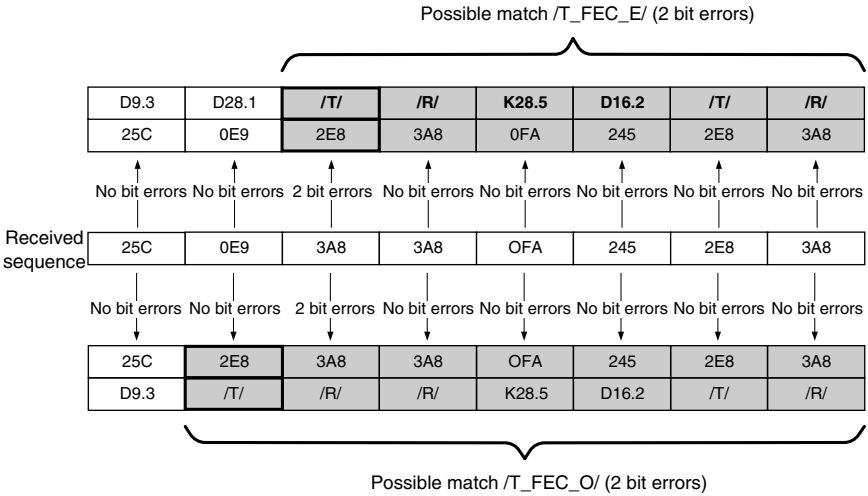 Possible match /T_FEC_E/ (2 bit errors)
D9.3 D28.1 /T/ /R/ K28.5 D16.2 /T/ /R/
25C 0E9 2E8 3A8 0FA 245 2E8 3A8
No bit errors No bit errors 2 bit errors No bit errors No bit errors No bit errors No bit errors No bit errors
Received
sequence
25C 0E9 3A8 3A8 OFA 245 2E8 3A8
No bit errors No bit errors 2 bit errors No bit errors No bit errors No bit errors No bit errors No bit errors
25C 2E8 3A8 3A8 OFA 245 2E8 3A8
D9.3 /T/ /R/ /R/ K28.5 D16.2 /T/ /R/
Possible match /T_FEC_O/ (2 bit errors)